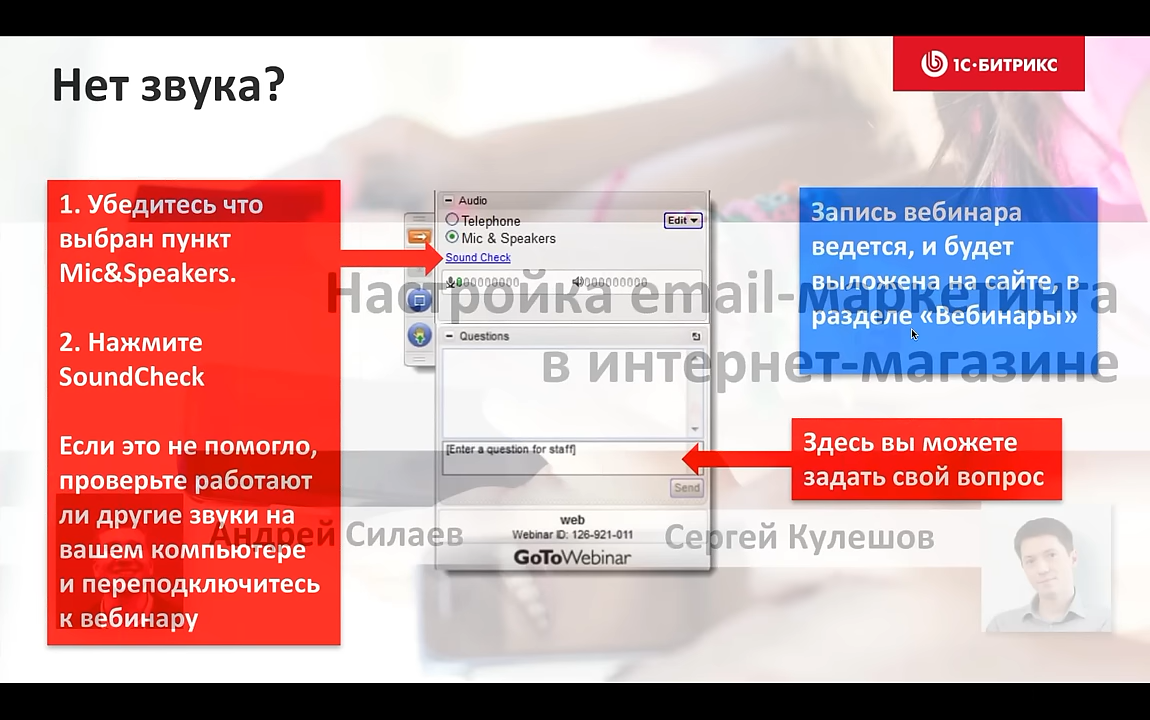 Нет звука?
1С·БИТРИКС
1. Убедитесь что
выбран пункт
Mic&Speakers.
2. Нажмите
SoundCheck
Если это не помогло,
проверьте работают
ли другие звуки на
вашем компьютере
и переподключитесь
к вебинару
Audio
Telephone
Edit
Mic & Speakers
Sound Check
Questions
[Enter a question for staff]
Send
web
Webinar ID: 126-921-011
GoToWebinar
Запись вебинара
ведется, и будет
выложена на сайте, в
разделе «Вебинары»
Здесь вы можете
задать свой вопрос
Настройка email-маркетинга
в интернет-магазине
Андрей Силаев
Сергей Кулешов